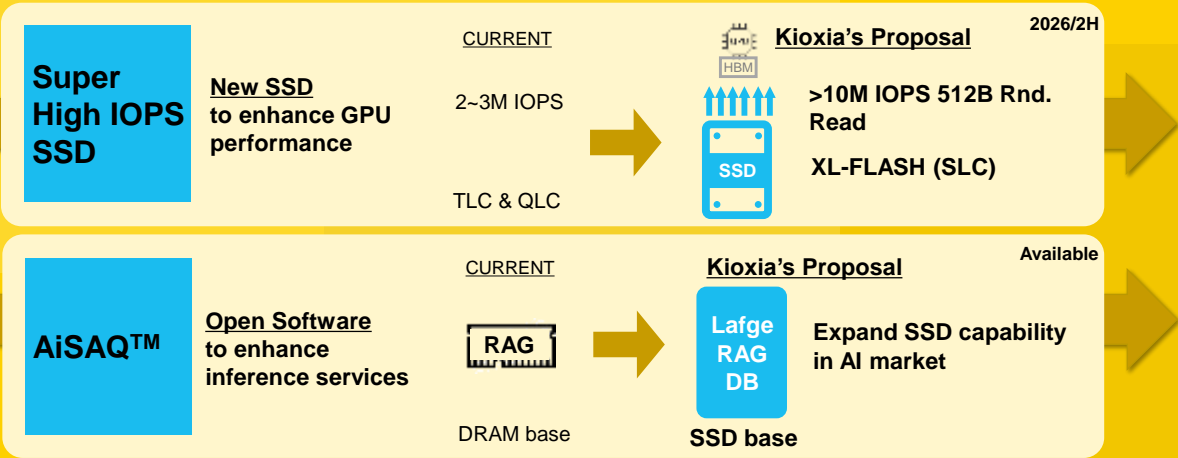 2026/2H
Super
High IOPS
SSD
New SSD
to enhance GPU
performance
CURRENT
2~3M IOPS
TLC & QLC
HBM
SSD
Kioxia's Proposal
>10M IOPS 512B Rnd.
Read
XL-FLASH (SLC)
Available
AiSAQTM
Open Software
to enhance
inference services
CURRENT
RAG
DRAM base
Kioxia's Proposal
Lafge
RAG
DB
SSD base
Expand SSD capability
in AI market